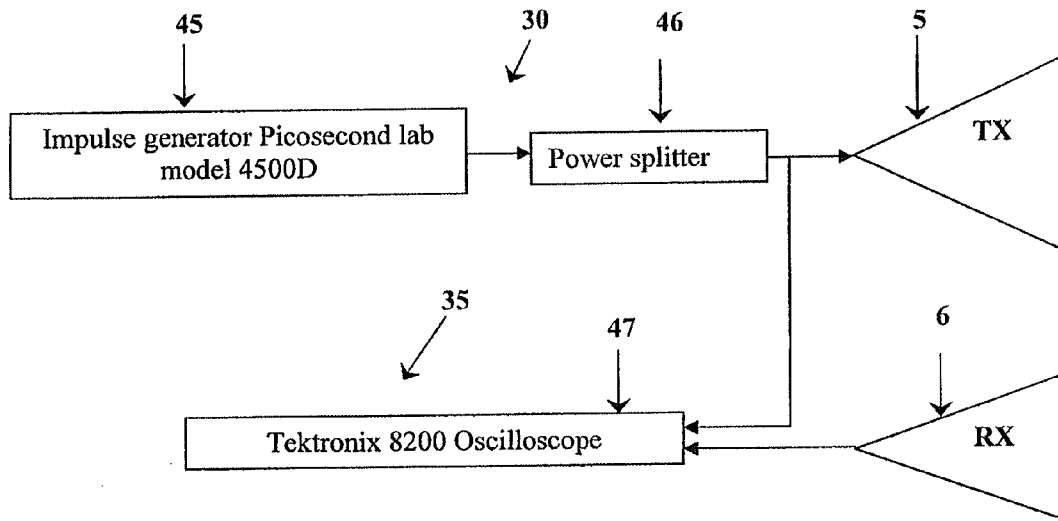 45
30
46
5
Impulse generator Picosecond lab
model 4500D
Power splitter
TX
35
47
6
Tektronix 8200 Oscilloscope
RX